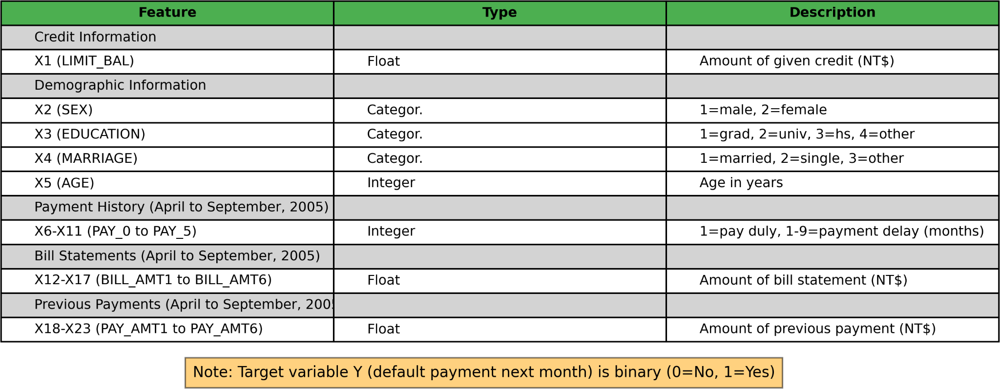 Feature Type Description
Credit Information
X1 (LIMIT_BAL) Float Amount of given credit (NT$)
Demographic Information
X2 (SEX) Categor. 1=male, 2=female
X3 (EDUCATION) Categor. 1=grad, 2=univ, 3=hs, 4=other
X4 (MARRIAGE) Categor. 1=married, 2=single, 3=other
X5 (AGE) Integer Age in years
Payment History (April to September, 2005)
X6-X11 (PAY_0 to PAY_5) Integer 1=pay duly, 1-9=payment delay (months)
Bill Statements (April to September, 2005)
X12-X17 (BILL_AMT1 to BILL_AMT6) Float Amount of bill statement (NT$)
Previous Payments (April to September, 2005
X18-X23 (PAY_AMT1 to PAY_AMT6) Float Amount of previous payment (NT$)
Note: Target variable Y (default payment next month) is binary (0=No, 1=Yes)